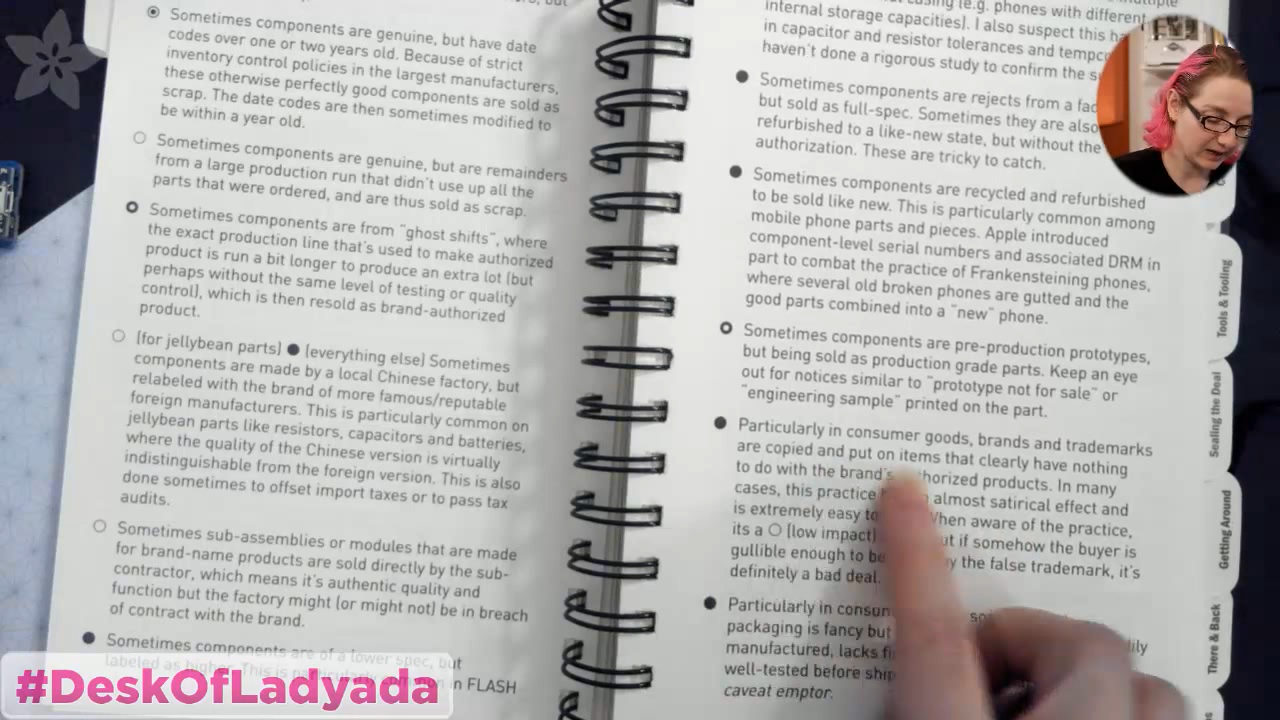 but
Sometimes components are genuine, but have date
codes over one or two years old. Because of strict
inventory control policies in the largest manufacturers,
these otherwise perfectly good components are sold as
scrap. The date codes are then sometimes modified to
be within a year old.
Sometimes components are genuine, but are remainders
from a large production run that didn't use up all the
parts that were ordered, and are thus sold as scrap.
Sometimes components are from "ghost shifts", where
the exact production line that's used to make authorized
product is run a bit longer to produce an extra lot (but
perhaps without the same level of testing or quality
control), which is then resold as brand-authorized
product.
(for jellybean parts) (everything else) Sometimes
components are made by a local Chinese factory, but
relabeled with the brand of more famous/reputable
foreign manufacturers. This is particularly common on
jellybean parts like resistors, capacitors and batteries,
where the quality of the Chinese version is virtually
indistinguishable from the foreign version. This is also
done sometimes to offset import taxes or to pass tax
audits.
Sometimes sub-assemblies or modules that are made
for brand-name products are sold directly by the sub-
contractor, which means it's authentic quality and
function but the factory might (or might not) be in breach
of contract with the brand.
Sometimes components are of a lower spec, but
labeled as higher. This is particularly common in FLASH
#DeskOfLadyada
multiple
casing (e.g. phones with different
internal storage capacities). I also suspect this
in capacitor and resistor tolerances and
haven't done a rigorous study to confirm the
Sometimes components are rejects from a
but sold as full-spec. Sometimes they are also
refurbished to a like-new state, but without the
authorization. These are tricky to catch.
Sometimes components are recycled and refurbished
to be sold like new. This is particularly common among
mobile phone parts and pieces. Apple introduced
component-level serial numbers and associated DRM in
part to combat the practice of Frankensteining phones,
where several old broken phones are gutted and the
good parts combined into a "new" phone.
Sometimes components are pre-production prototypes,
but being sold as production grade parts. Keep an eye
out for notices similar to "prototype not for sale" or
"engineering sample" printed on the part.
Particularly in consumer goods, brands and trademarks
are copied and put on items that clearly have nothing
to do with the brand's authorized products. In many
cases, this practice almost satirical effect and
is extremely easy to When aware of the practice,
its a (low impact) but if somehow the buyer is
gullible enough to be by the false trademark, it's
definitely a bad deal.
Particularly in
packaging is fancy but
manufactured, lacks
well-tested before
caveat emptor.
Tools & Tooling
Sealing the Deal
Getting Around
There & Back